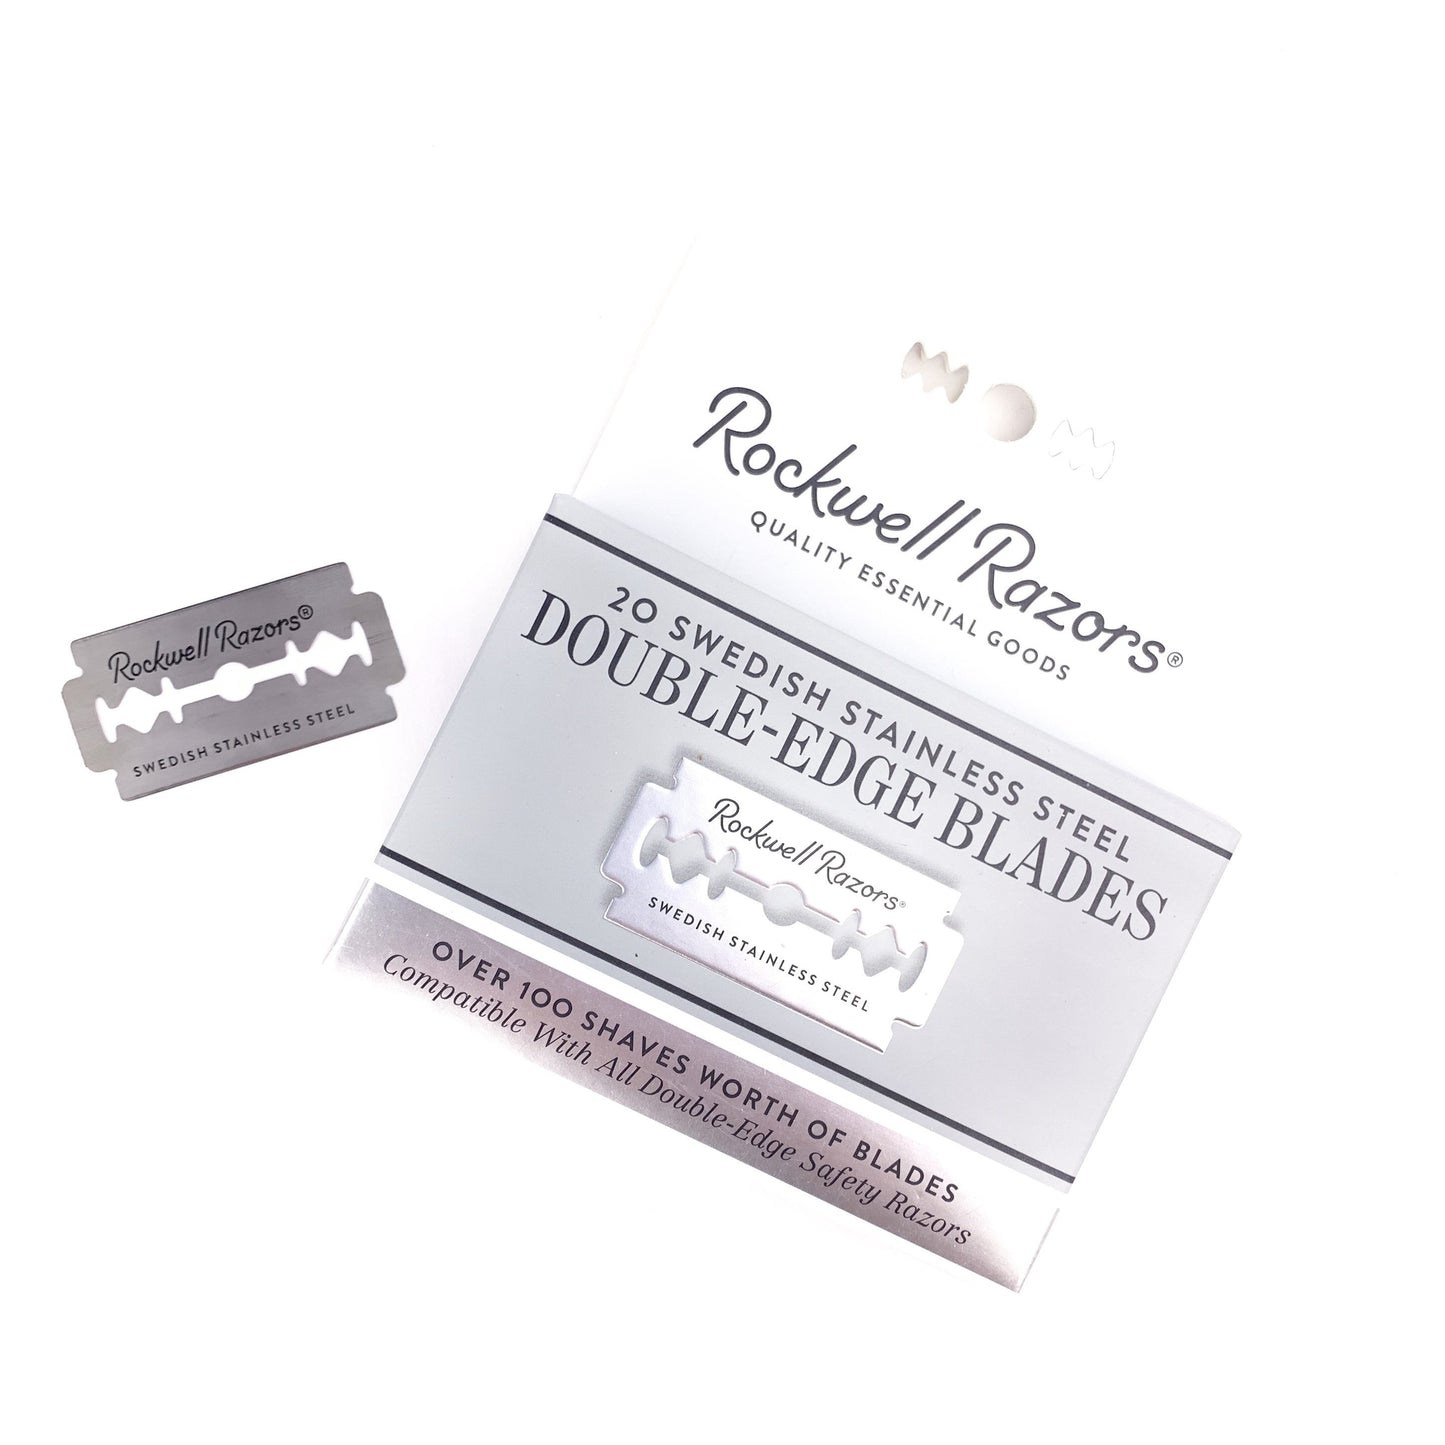 Rockwell Razors®
SWEDISH STAINLESS STEEL
Rockwell Razors®
QUALITY ESSENTIAL GOODS
20 SWEDISH STAINLESS STEEL
DOUBLE-EDGE BLADES
Rockwell Razors®
SWEDISH STAINLESS STEEL
OVER 100 SHAVES WORTH OF BLADES
Compatible With All Double-Edge Safety Razors